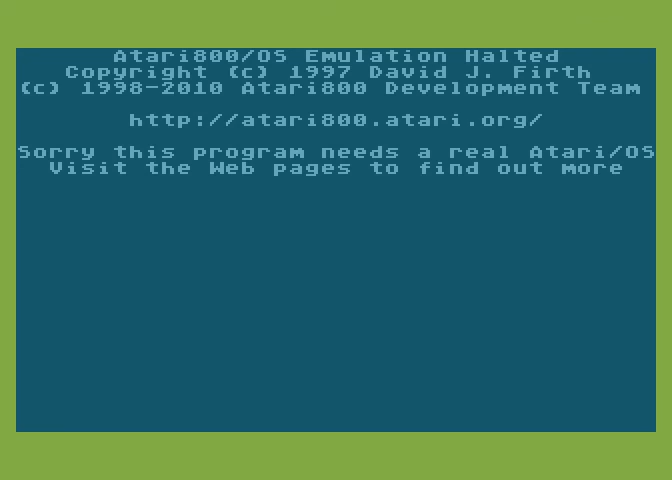 Atari800/OS Emulation Halted
Copyright (c) 1997 David J. Firth
(c) 1998-2010 Atari800 Development Team
http://atari800.atari.org/
Sorry this program needs a real Atari/OS
Visit the Web pages to find out more